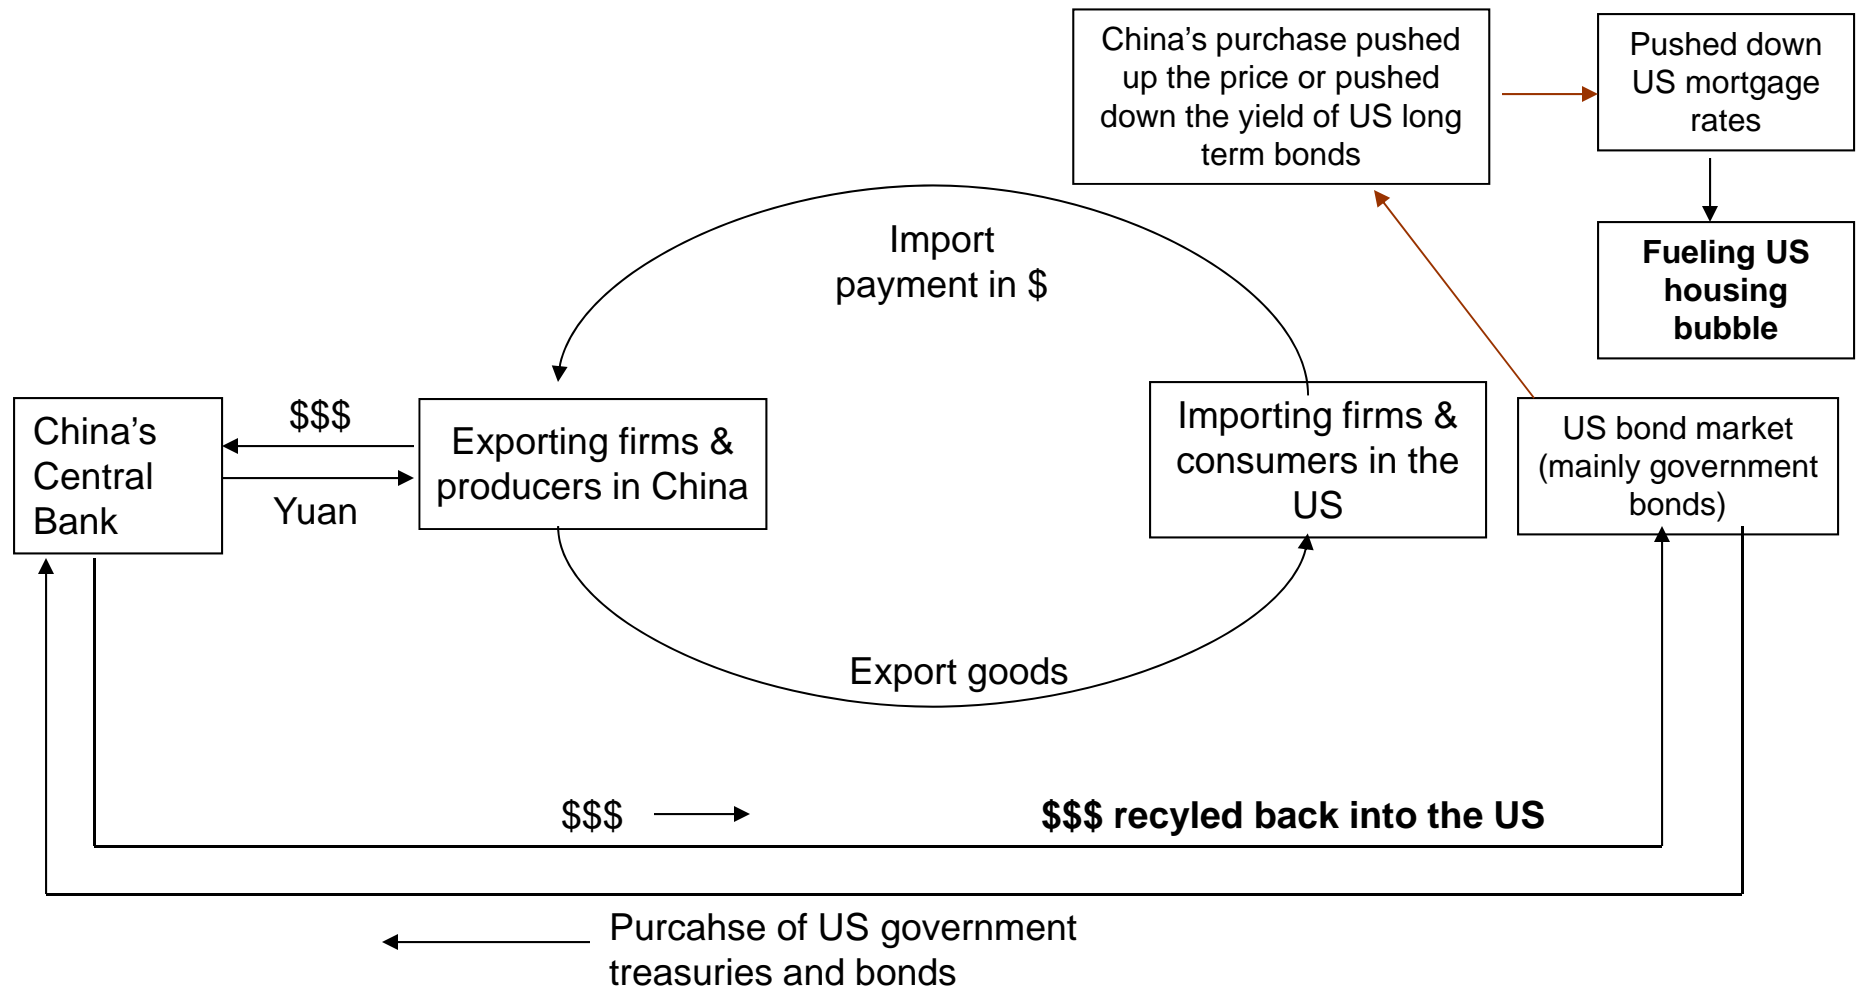 China’s purchase pushed
up the price or pushed
down the yield of US long
term bonds
Pushed down
US mortgage
rates
Fueling US
housing
bubble
Import
payment in $
China’s
Central
Bank
$$$
Yuan
Exporting firms &
producers in China
Importing firms &
consumers in the
US
US bond market
(mainly government
bonds)
Export goods
$$$
$$$ recyled back into the US
Purcahse of US government
treasuries and bonds